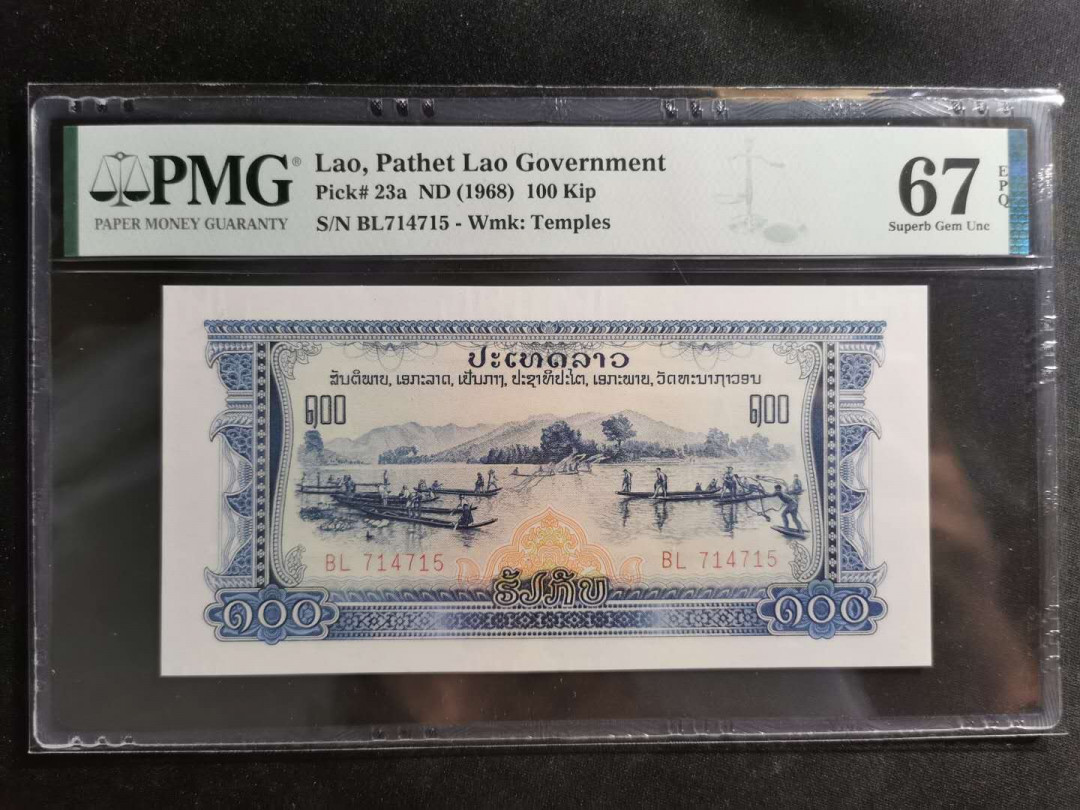 PMG®
PAPER MONEY GUARANTY
Lao, Pathet Lao Government
Pick# 23a ND (1968) 100 Kip
S/N BL714715 - Wmk: Temples
67
Superb Gem Unc
E
P
Q
ປະເທດລາວ
ສັນຕິພາບ, ເອກະລາດ, ເປັນກາງ, ປະຊາທິປະໄຕ, ເອກະພາບ, ວັດທະນາຖາວອນ
໑໐໐ ໑໐໐
BL 714715 BL 714715
ຮ້ອຍກີບ
໑໐໐ ໑໐໐